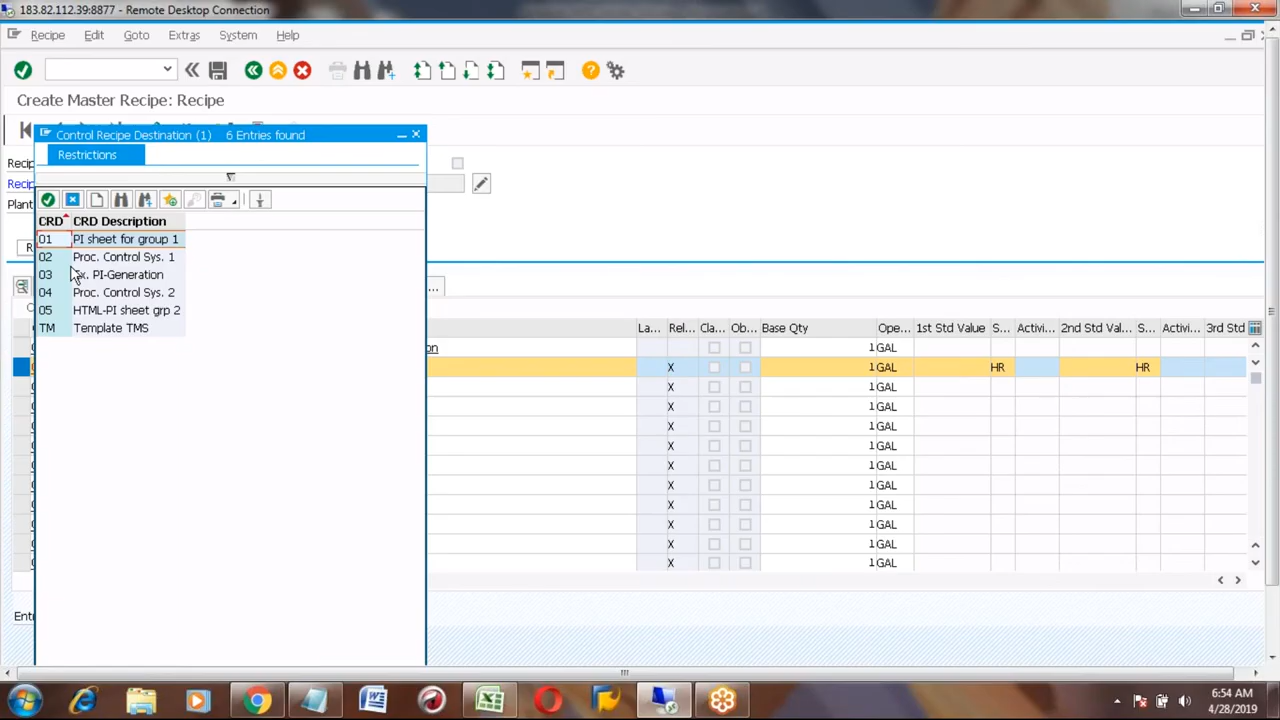 183.82.112.39:8877 - Remote Desktop Connection
Recipe Edit Goto Extras System Help
Create Master Recipe: Recipe
Control Recipe Destination (1) 6 Entries found
Restrictions
Recip
Recip
Plant
CRD CRD Description
01 PI sheet for group 1
02 Proc. Control Sys. 1
03 x. PI-Generation
04 Proc. Control Sys. 2
05 HTML-PI sheet grp 2
TM Template TMS
La... Rel... Cla... Ob... Base Qty Ope... 1st Std Value S... Activi... 2nd Std Val... S... Activi... 3rd Std
on 1 GAL
X 1 GAL HR HR
X 1 GAL
X 1 GAL
X 1 GAL
X 1 GAL
X 1 GAL
X 1 GAL
X 1 GAL
X 1 GAL
X 1 GAL
X 1 GAL
Entr
6:54 AM
4/28/2019